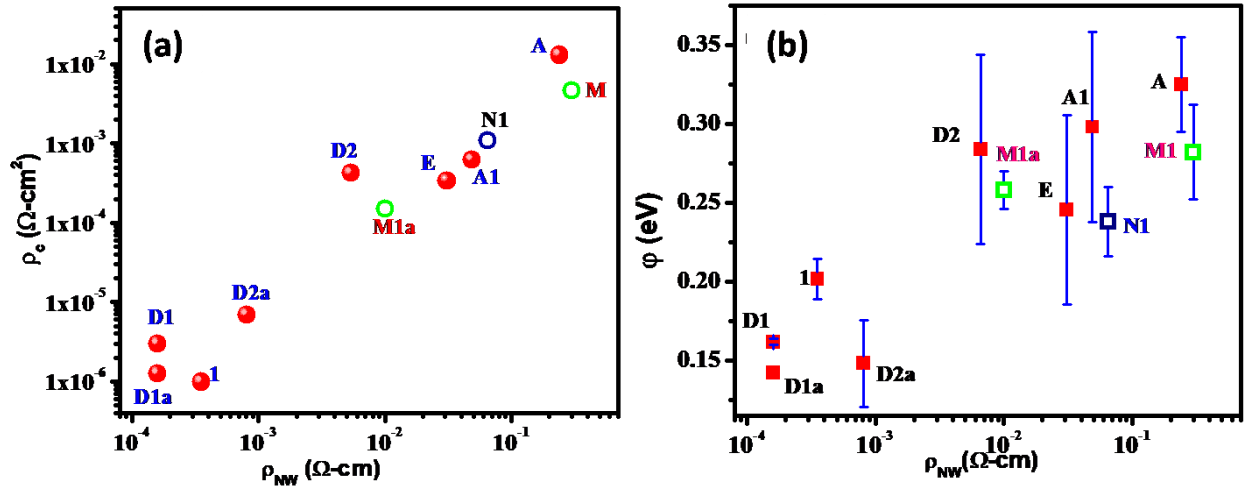 (a)
ρc (Ω-cm²)
1x10⁻²
1x10⁻³
1x10⁻⁴
1x10⁻⁵
1x10⁻⁶
A
M
N1
D2
E
A1
M1a
D2a
D1
D1a
1
10⁻⁴
10⁻³
10⁻²
10⁻¹
ρNW (Ω-cm)
(b)
φ (eV)
0.35
0.30
0.25
0.20
0.15
A1
A
D2
M1a
M1
E
N1
1
D1
D1a
D2a
10⁻⁴
10⁻³
10⁻²
10⁻¹
ρNW (Ω-cm)